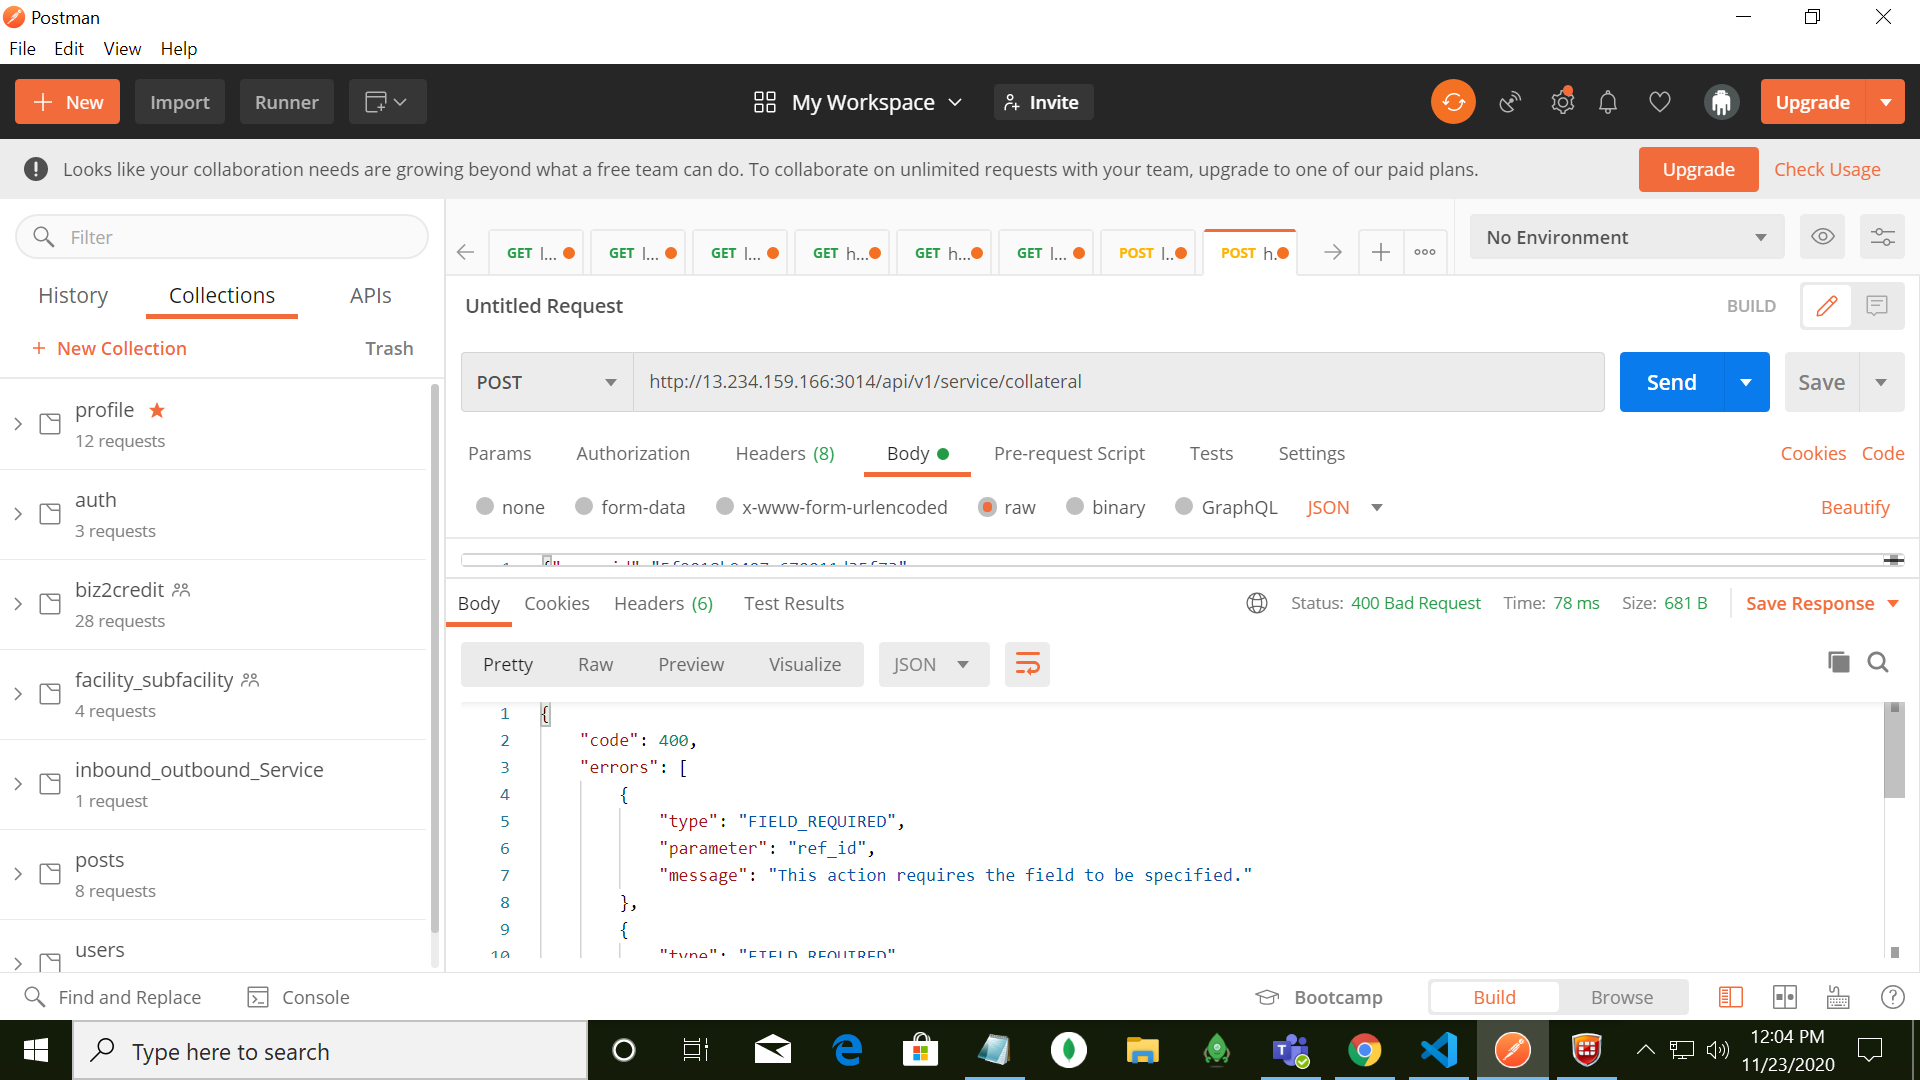 Postman
File Edit View Help
New Import Runner My Workspace Invite Upgrade
Looks like your collaboration needs are growing beyond what a free team can do. To collaborate on unlimited requests with your team, upgrade to one of our paid plans. Upgrade Check Usage
Filter
GET l... GET l... GET l... GET h... GET h... GET l... POST l... POST h... No Environment
History Collections APIs
Untitled Request BUILD
+ New Collection Trash
POST http://13.234.159.166:3014/api/v1/service/collateral Send Save
profile
12 requests
Params Authorization Headers (8) Body Pre-request Script Tests Settings Cookies Code
none form-data x-www-form-urlencoded raw binary GraphQL JSON Beautify
auth
3 requests
biz2credit
28 requests
Body Cookies Headers (6) Test Results Status: 400 Bad Request Time: 78 ms Size: 681 B Save Response
Pretty Raw Preview Visualize JSON
facility_subfacility
4 requests
1 {
2 "code": 400,
3 "errors": [
4 {
5 "type": "FIELD_REQUIRED",
6 "parameter": "ref_id",
7 "message": "This action requires the field to be specified."
8 },
9 {
10 "type": "FIELD_REQUIRED"
inbound_outbound_Service
1 request
posts
8 requests
users
Find and Replace Console Bootcamp Build Browse
Type here to search
12:04 PM
11/23/2020